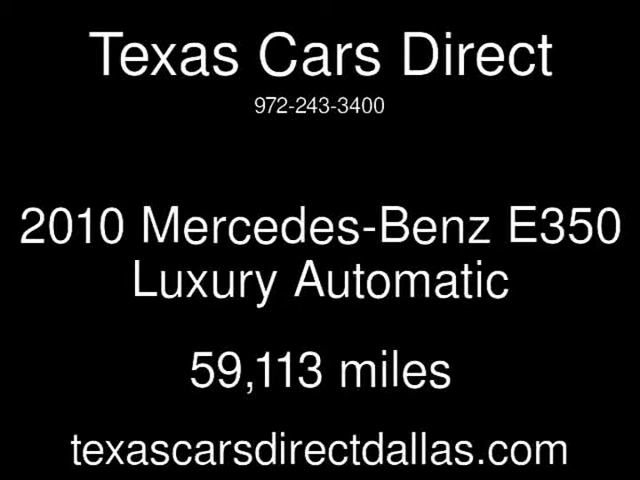 Texas Cars Direct
972-243-3400
2010 Mercedes-Benz E350
Luxury Automatic
59,113 miles
texascarsdirectdallas.com